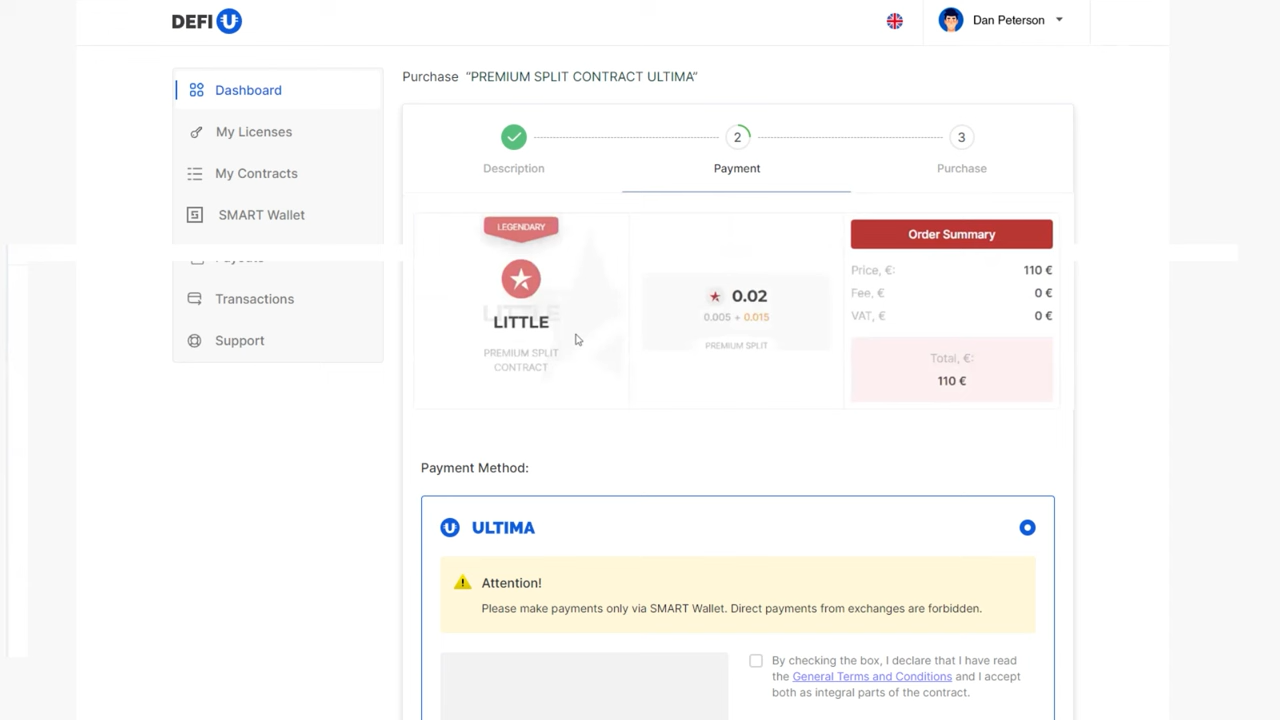 DEFI
Dan Peterson
Dashboard
My Licenses
My Contracts
SMART Wallet
Transactions
Support
Purchase "PREMIUM SPLIT CONTRACT ULTIMA"
2
3
Description
Payment
Purchase
LEGENDARY
LITTLE
LITTLE
PREMIUM SPLIT
CONTRACT
0.02
0.005 + 0.015
PREMIUM SPLIT
Order Summary
Price, €: 110 €
Fee, € 0 €
VAT, € 0 €
Total, €:
110 €
Payment Method:
ULTIMA
Attention!
Please make payments only via SMART Wallet. Direct payments from exchanges are forbidden.
By checking the box, I declare that I have read
the General Terms and Conditions and I accept
both as integral parts of the contract.